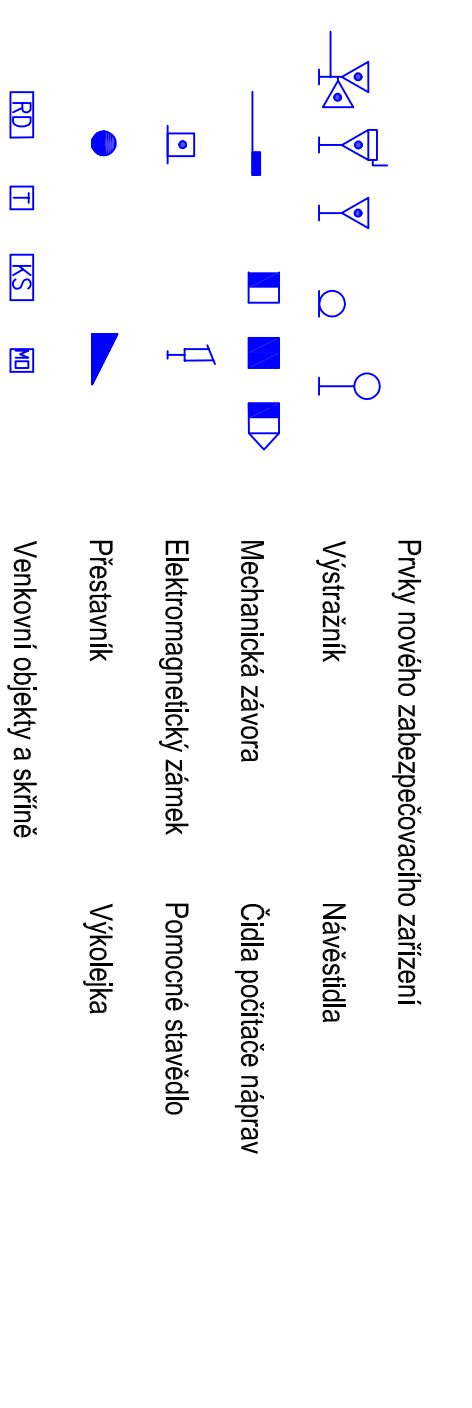 Prvky nového zabezpečovacího zařízení
Výstražník Návěstidla
Mechanická závora Čidla počítače náprav
Elektromagnetický zámek Pomocné stavědlo
Přestavník Výkolejka
RD T KS MO Venkovní objekty a skříně